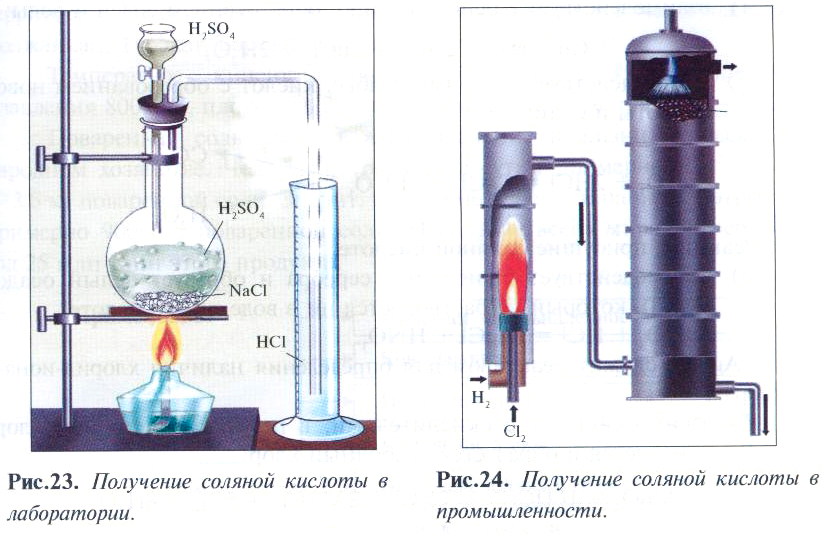 H₂SO₄
H₂SO₄
NaCl
HCl
H₂
Cl₂
Рис.23. Получение соляной кислоты в
лаборатории.
Рис.24. Получение соляной кислоты в
промышленности.